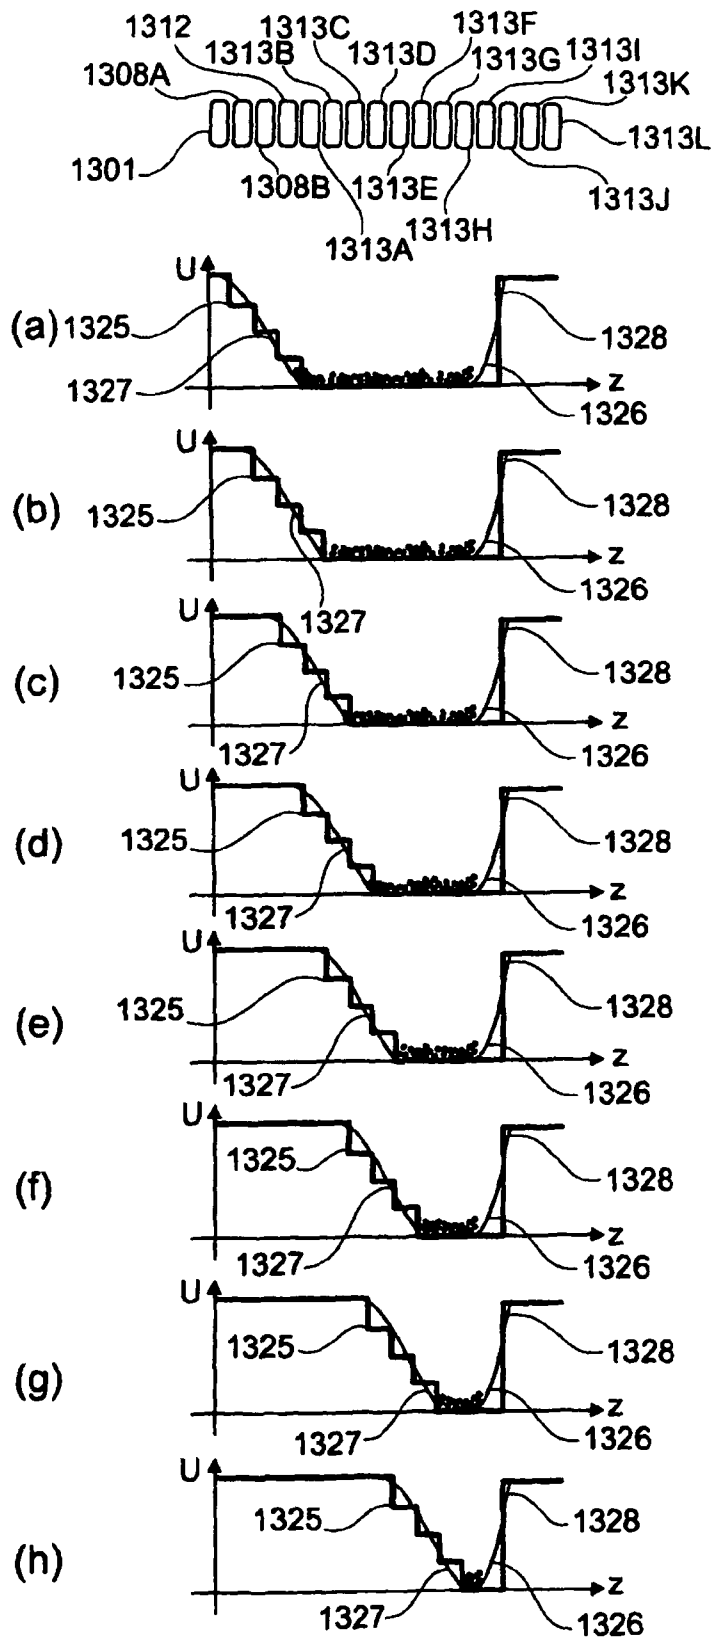 1313F
1313C
1312
1313D
1313I
1313B
1313G
1308A
1313K
1301
1313L
1308B
1313E
1313J
1313H
1313A
U
(a)
1325
1328
1327
z
1326
U
(b)
1325
1328
z
1326
1327
U
(c)
1325
1328
z
1327
1326
U
(d)
1325
1328
z
1327
1326
U
(e)
1325
1328
z
1327
1326
U
(f)
1325
1328
z
1327
1326
U
(g)
1325
1328
z
1327
1326
U
(h)
1325
1328
z
1327
1326